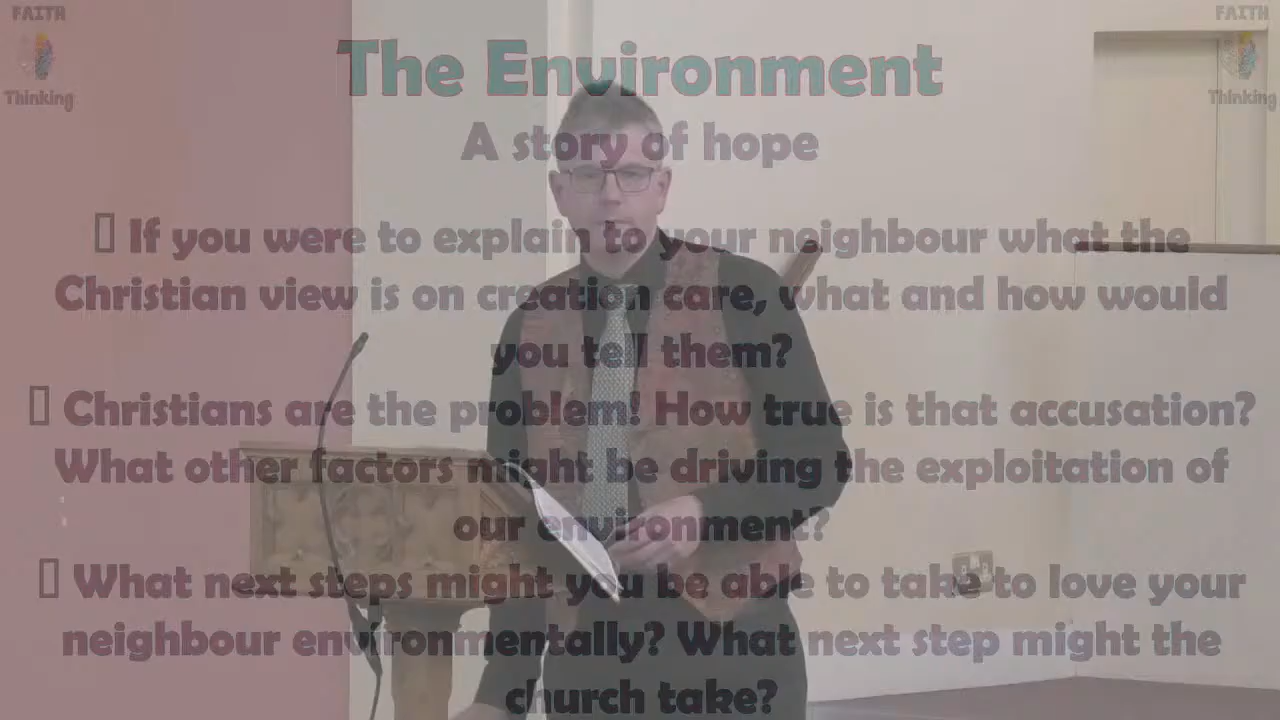 FAITH
FAITH
Thinking
Thinking
The Environment
A story of hope
▯ If you were to explain to your neighbour what the
Christian view is on creation care, what and how would
you tell them?
▯ Christians are the problem! How true is that accusation?
What other factors might be driving the exploitation of
our environment?
▯ What next steps might you be able to take to love your
neighbour environmentally? What next step might the
church take?